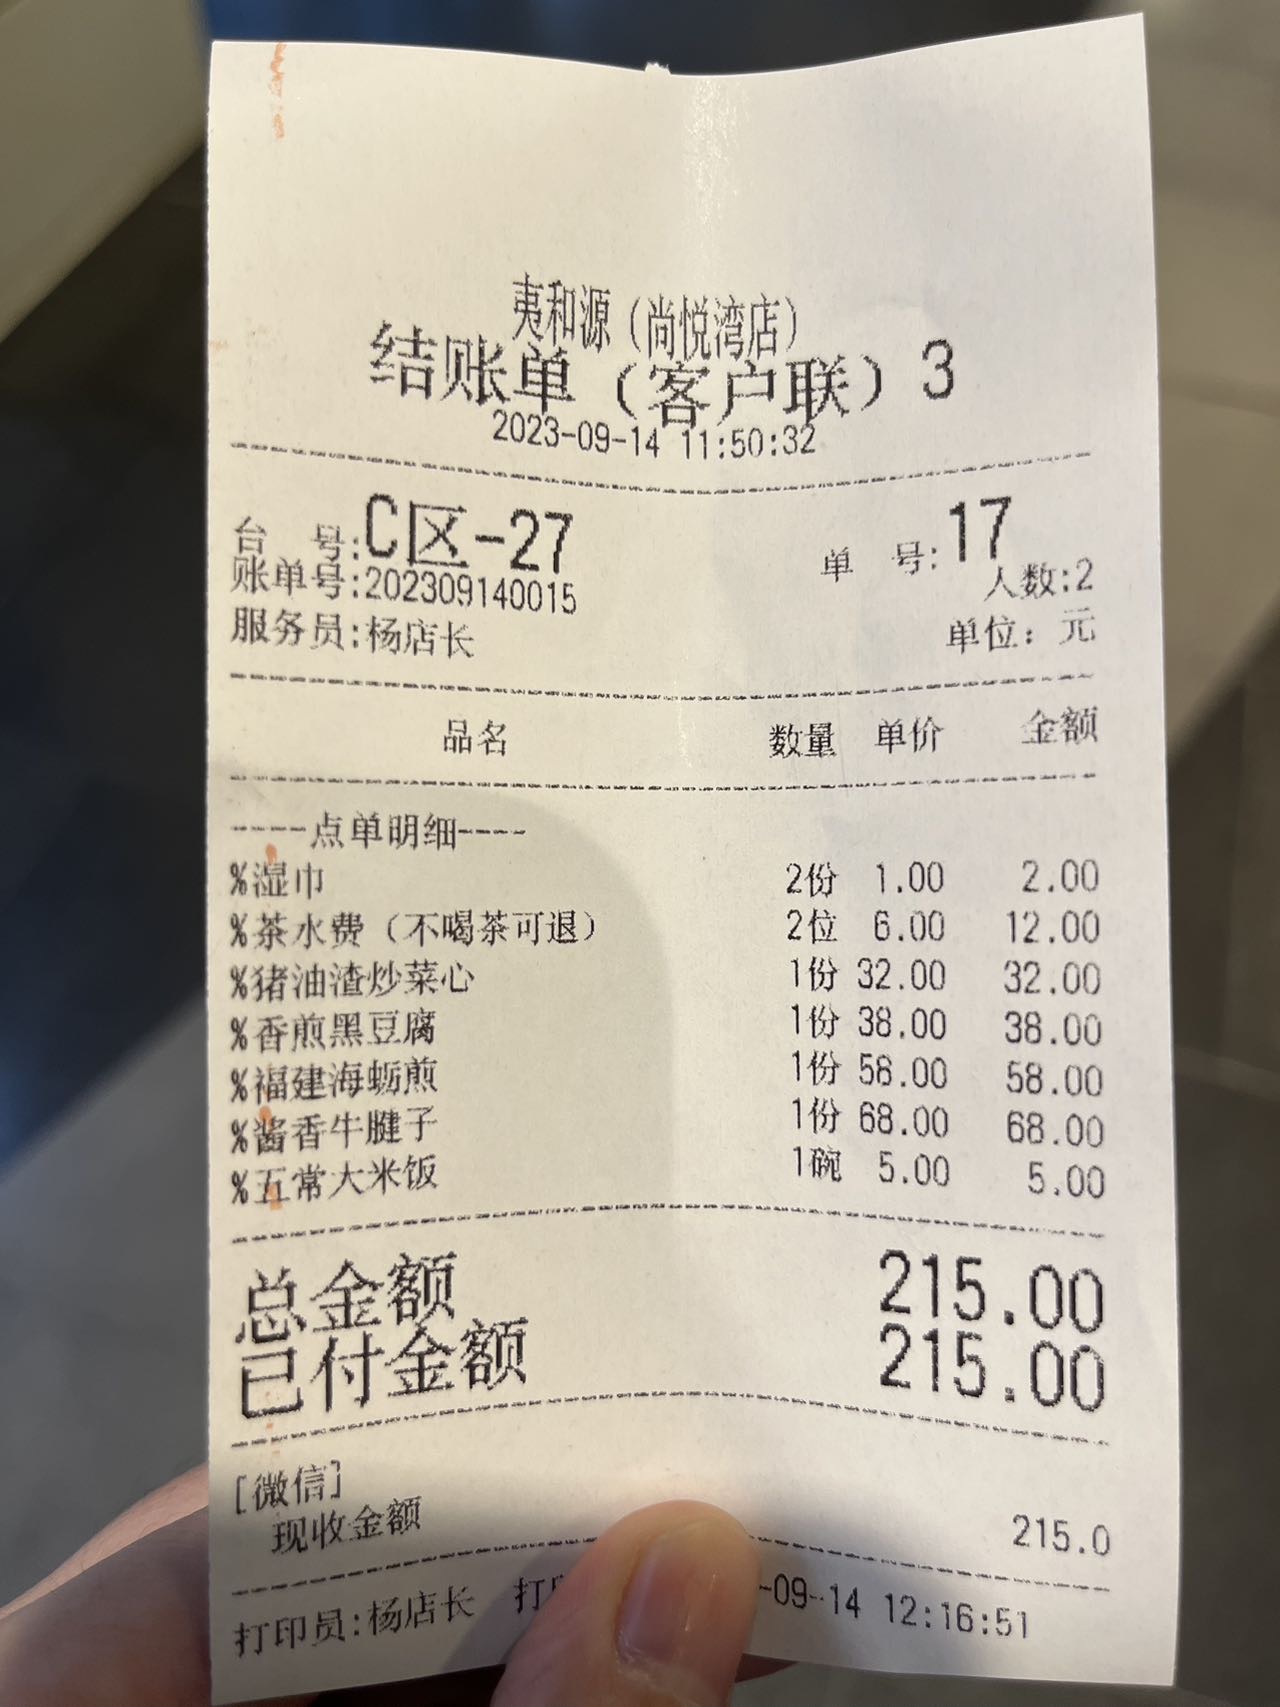 夷和源（尚悦湾店）
结账单（客户联）3
2023-09-14 11:50:32
台 号:C区-27 单 号:17
账单号:202309140015 人数:2
服务员:杨店长 单位：元
品名 数量 单价 金额
----点单明细----
%湿巾 2份 1.00 2.00
%茶水费（不喝茶可退） 2位 6.00 12.00
%猪油渣炒菜心 1份 32.00 32.00
%香煎黑豆腐 1份 38.00 38.00
%福建海蛎煎 1份 58.00 58.00
%酱香牛腱子 1份 68.00 68.00
%五常大米饭 1碗 5.00 5.00
总金额 215.00
已付金额 215.00
[微信]
现收金额 215.0
打印员:杨店长 打 -09-14 12:16:51